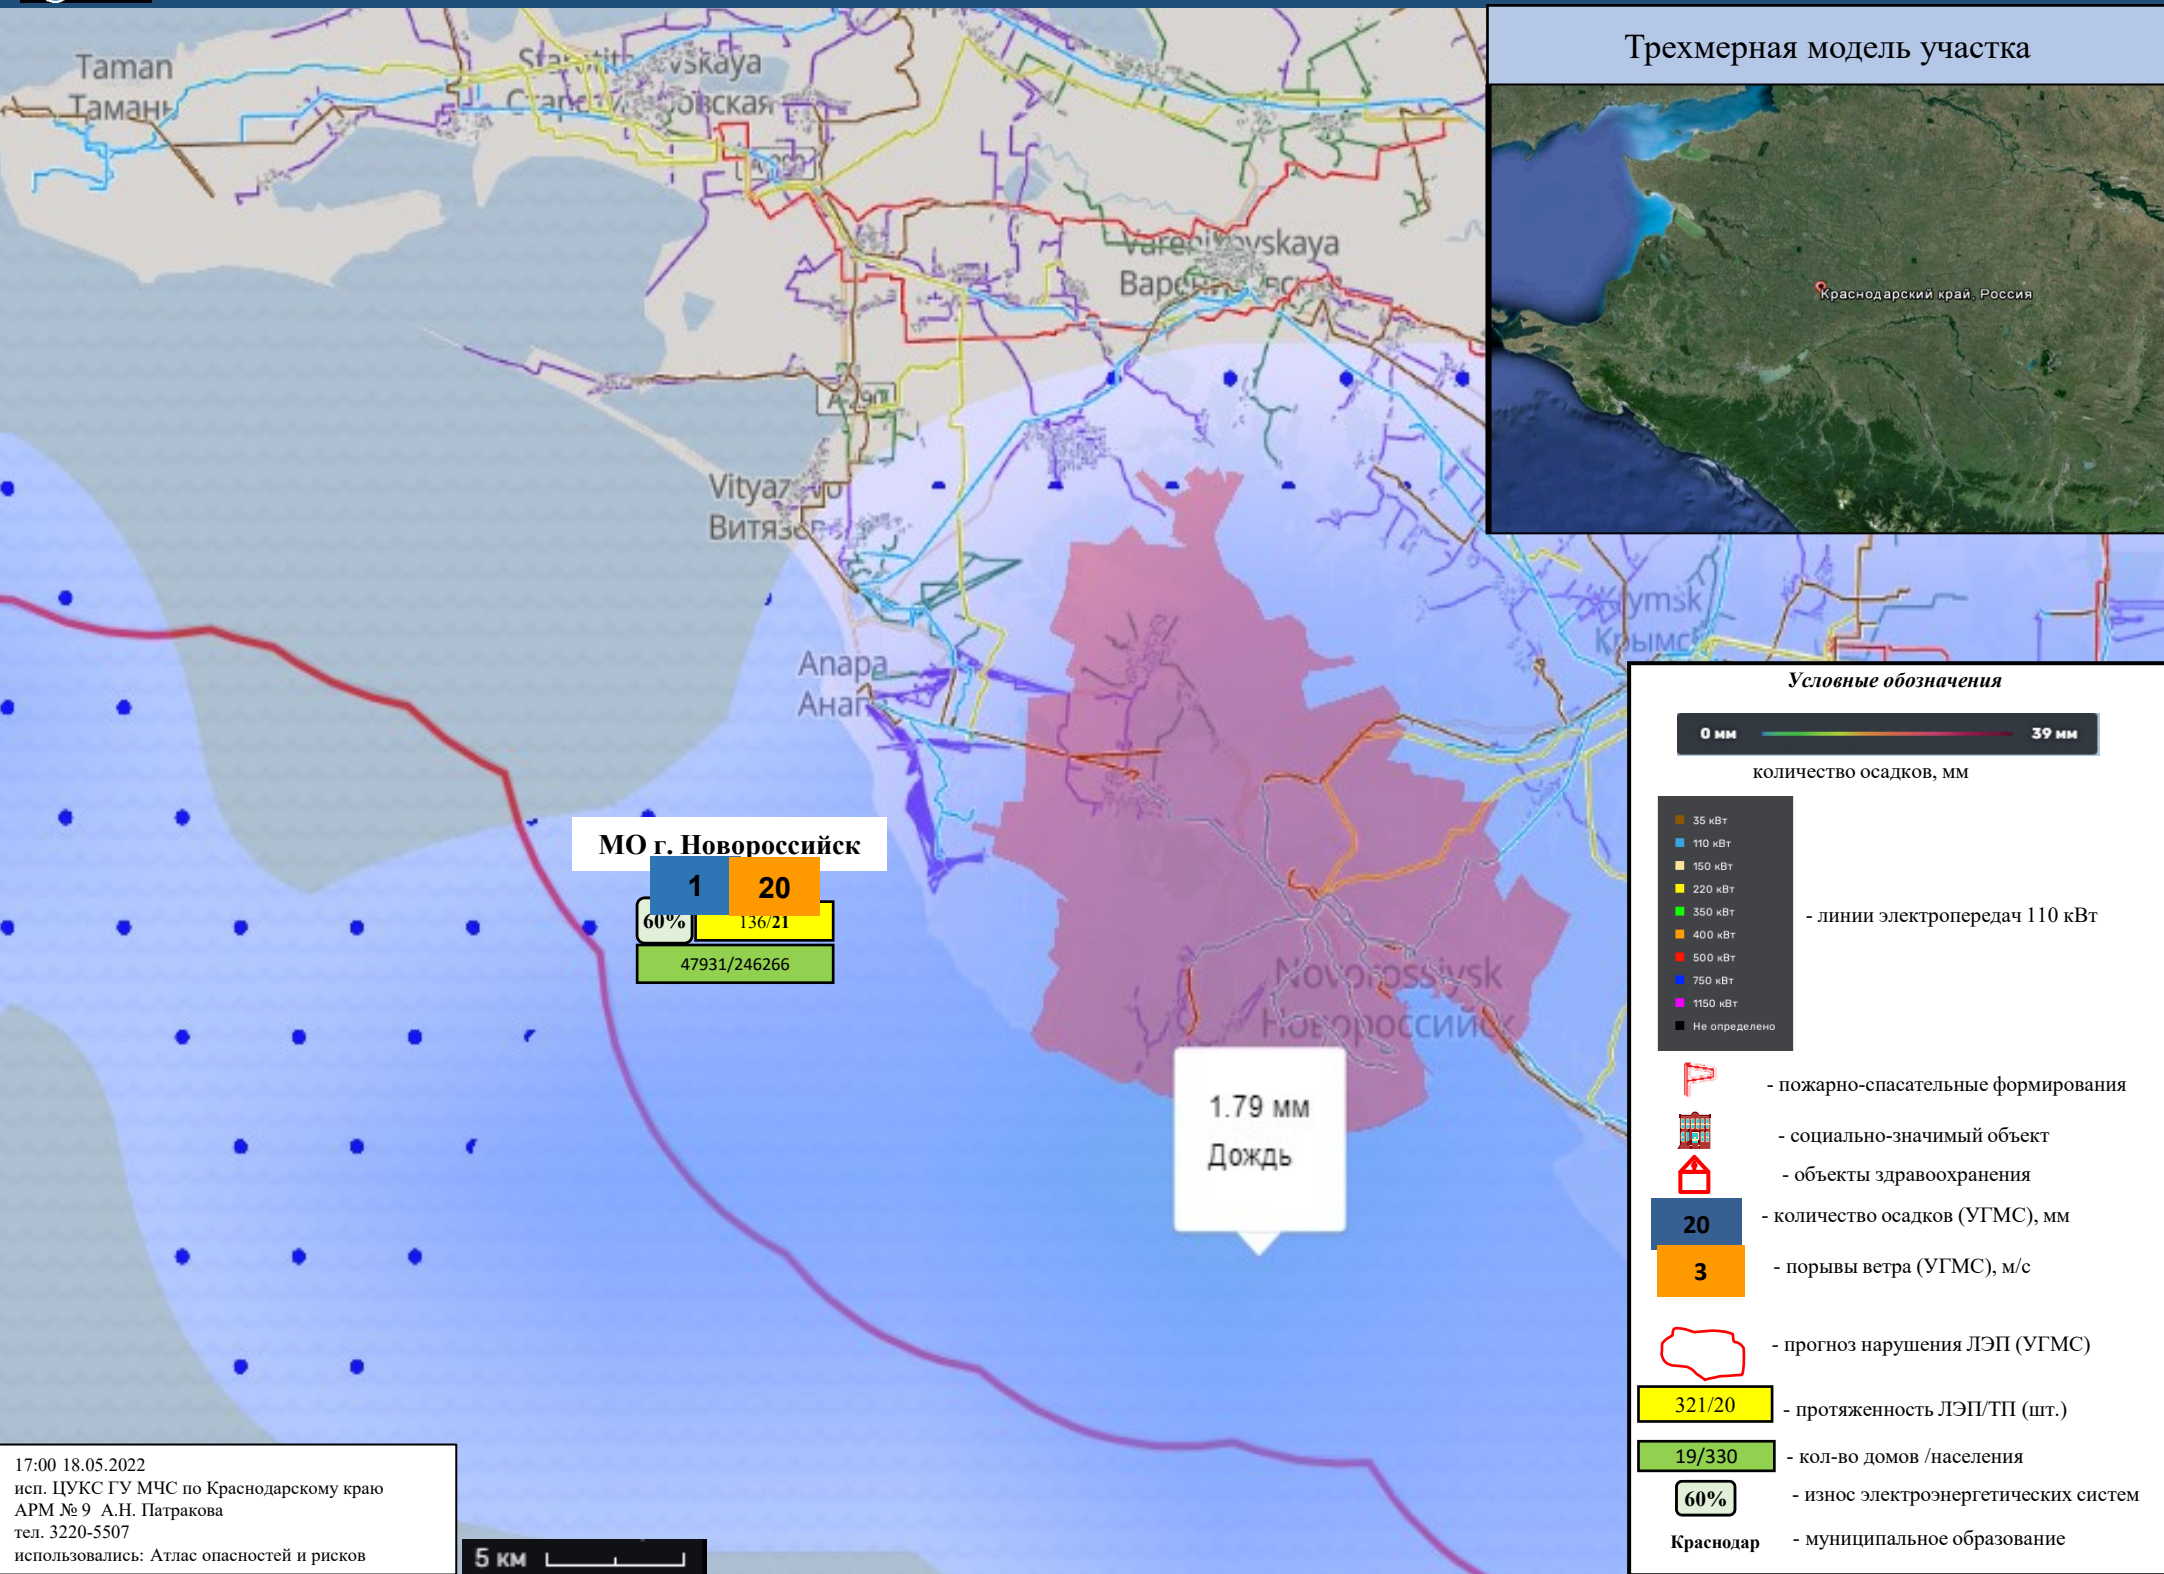 Трехмерная модель участка
Краснодарский край, Россия
Taman
Тамань
A-290
Varenikovskaya
A-290
Vityazevo
Витязево
Anapa
Анапа
Krymsk
Крымск
Novorossiysk
Новороссийск
МО г. Новороссийск
1
20
60%
136/21
47931/246266
1.79 мм
Дождь
Условные обозначения
0 мм
39 мм
количество осадков, мм
35 кВт
110 кВт
150 кВт
220 кВт
350 кВт
400 кВт
500 кВт
750 кВт
1150 кВт
Не определено
- линии электропередач 110 кВт
- пожарно-спасательные формирования
- социально-значимый объект
- объекты здравоохранения
20
- количество осадков (УГМС), мм
3
- порывы ветра (УГМС), м/с
- прогноз нарушения ЛЭП (УГМС)
321/20
- протяженность ЛЭП/ТП (шт.)
19/330
- кол-во домов /населения
60%
- износ электроэнергетических систем
Краснодар
- муниципальное образование
17:00 18.05.2022
исп. ЦУКС ГУ МЧС по Краснодарскому краю
АРМ № 9 А.Н. Патракова
тел. 3220-5507
использовались: Атлас опасностей и рисков
5 км